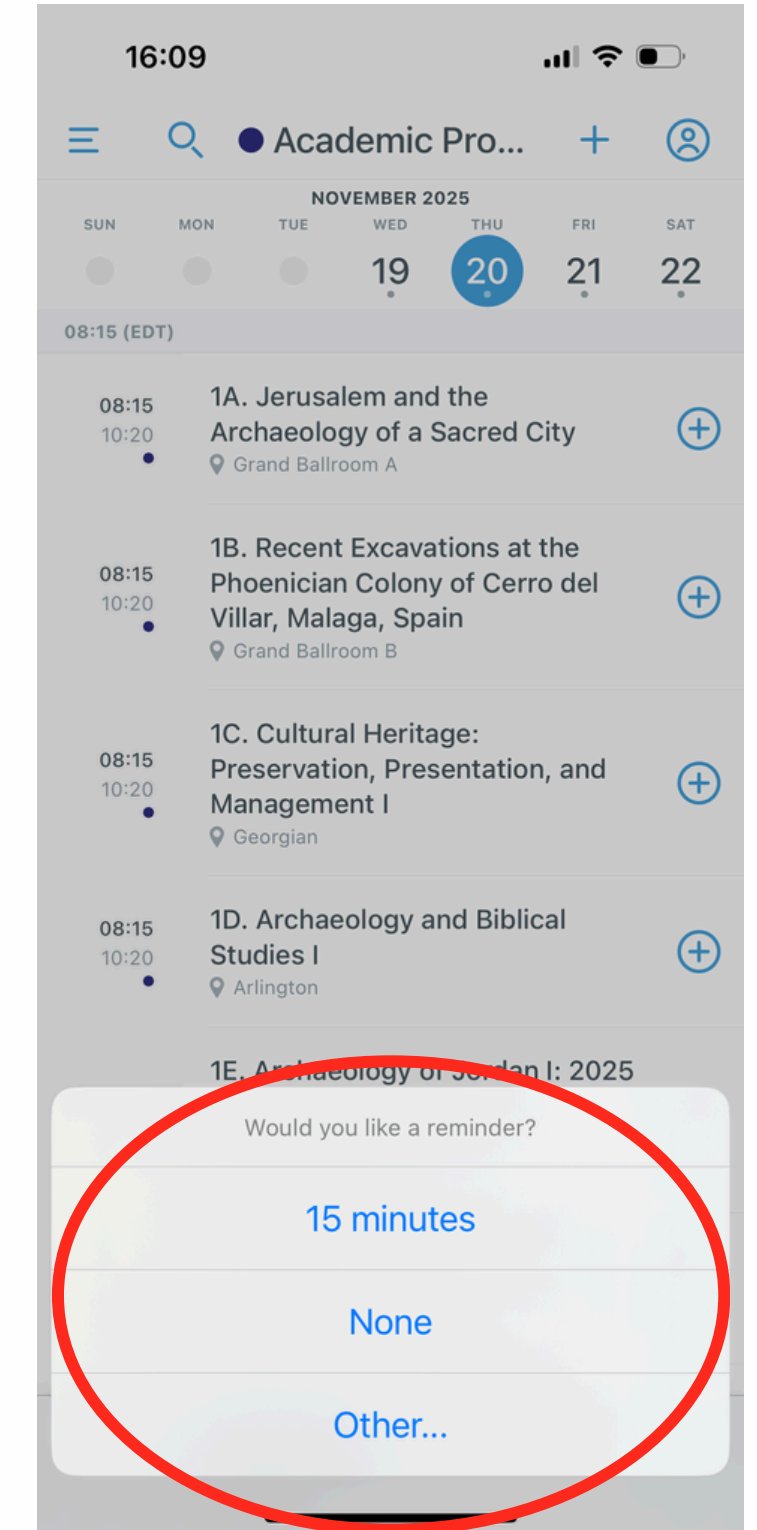 16:09
Academic Pro...
NOVEMBER 2025
SUN MON TUE WED THU FRI SAT
19 20 21 22
08:15 (EDT)
08:15
10:20
1A. Jerusalem and the
Archaeology of a Sacred City
Grand Ballroom A
08:15
10:20
1B. Recent Excavations at the
Phoenician Colony of Cerro del
Villar, Malaga, Spain
Grand Ballroom B
08:15
10:20
1C. Cultural Heritage:
Preservation, Presentation, and
Management I
Georgian
08:15
10:20
1D. Archaeology and Biblical
Studies I
Arlington
1E. Archaeology of Jordan I: 2025
Would you like a reminder?
15 minutes
None
Other...